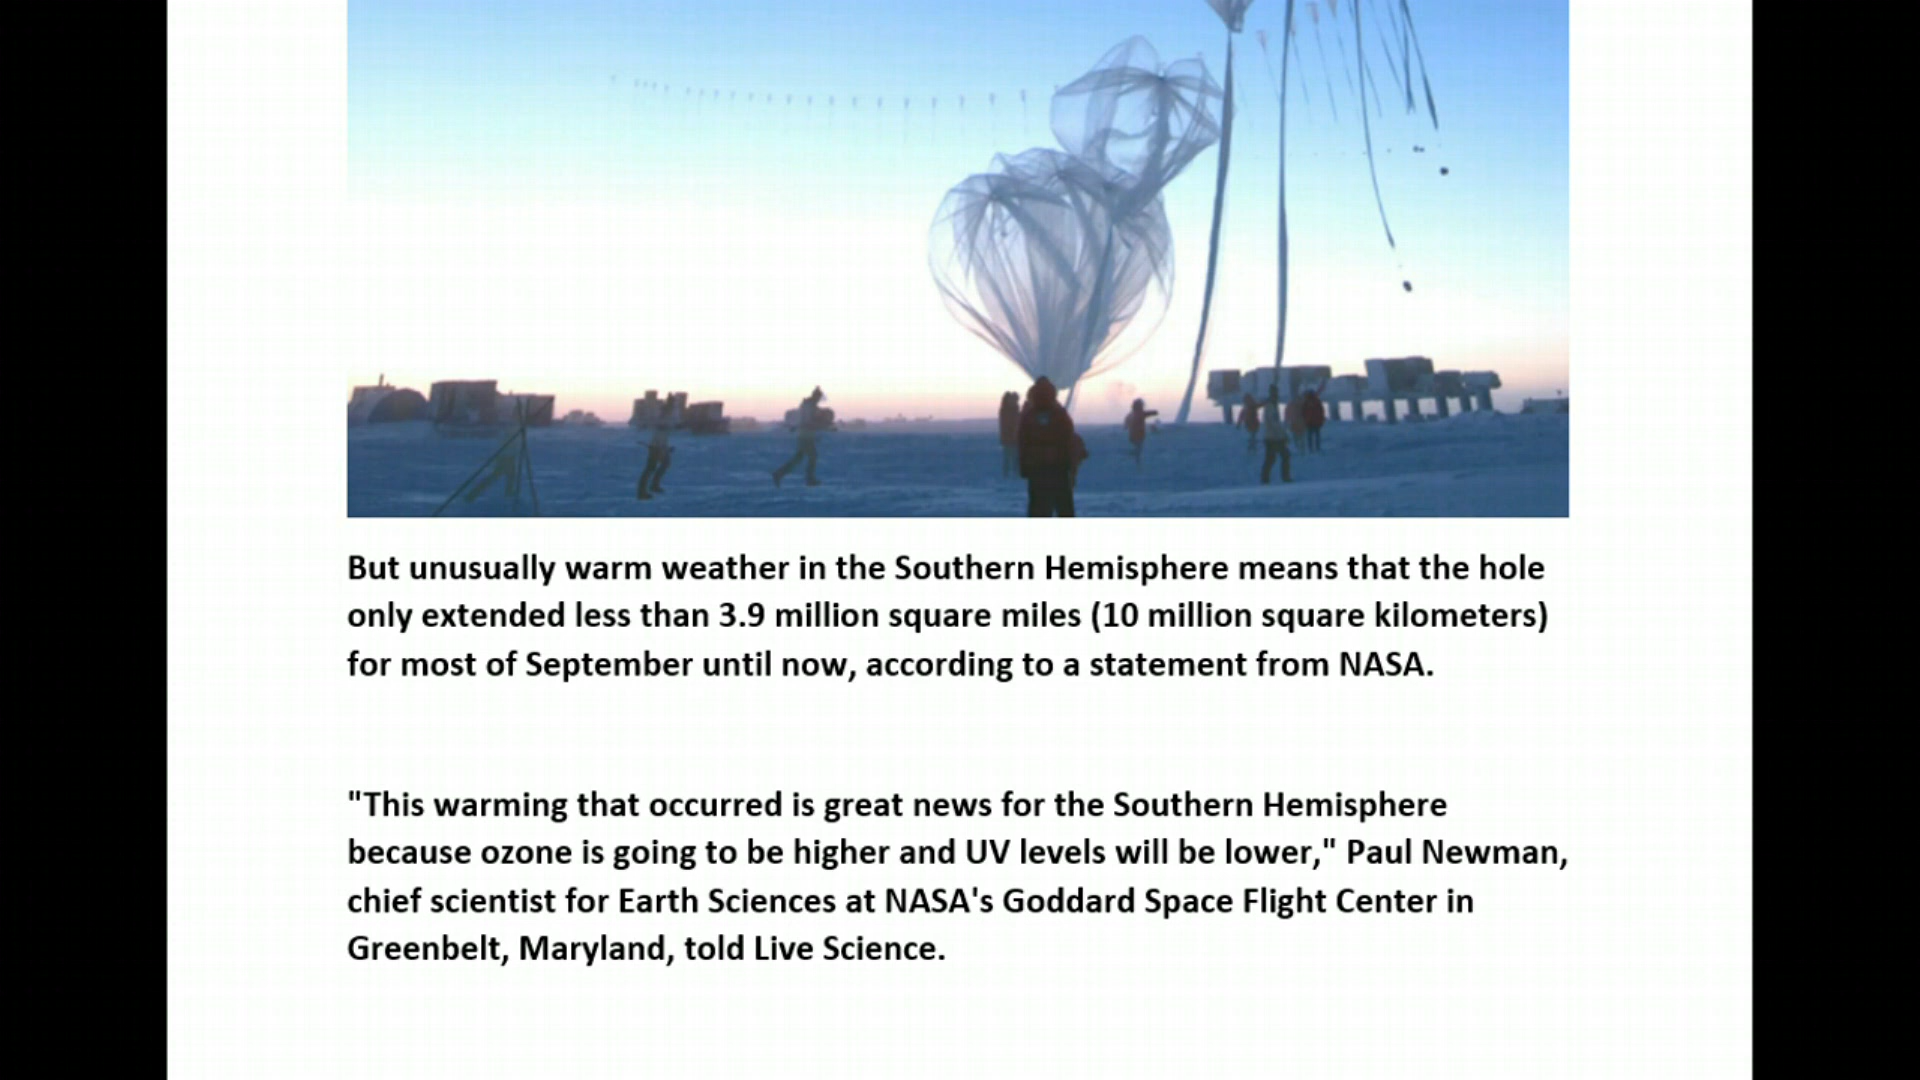 But unusually warm weather in the Southern Hemisphere means that the hole
only extended less than 3.9 million square miles (10 million square kilometers)
for most of September until now, according to a statement from NASA.
"This warming that occurred is great news for the Southern Hemisphere
because ozone is going to be higher and UV levels will be lower," Paul Newman,
chief scientist for Earth Sciences at NASA's Goddard Space Flight Center in
Greenbelt, Maryland, told Live Science.